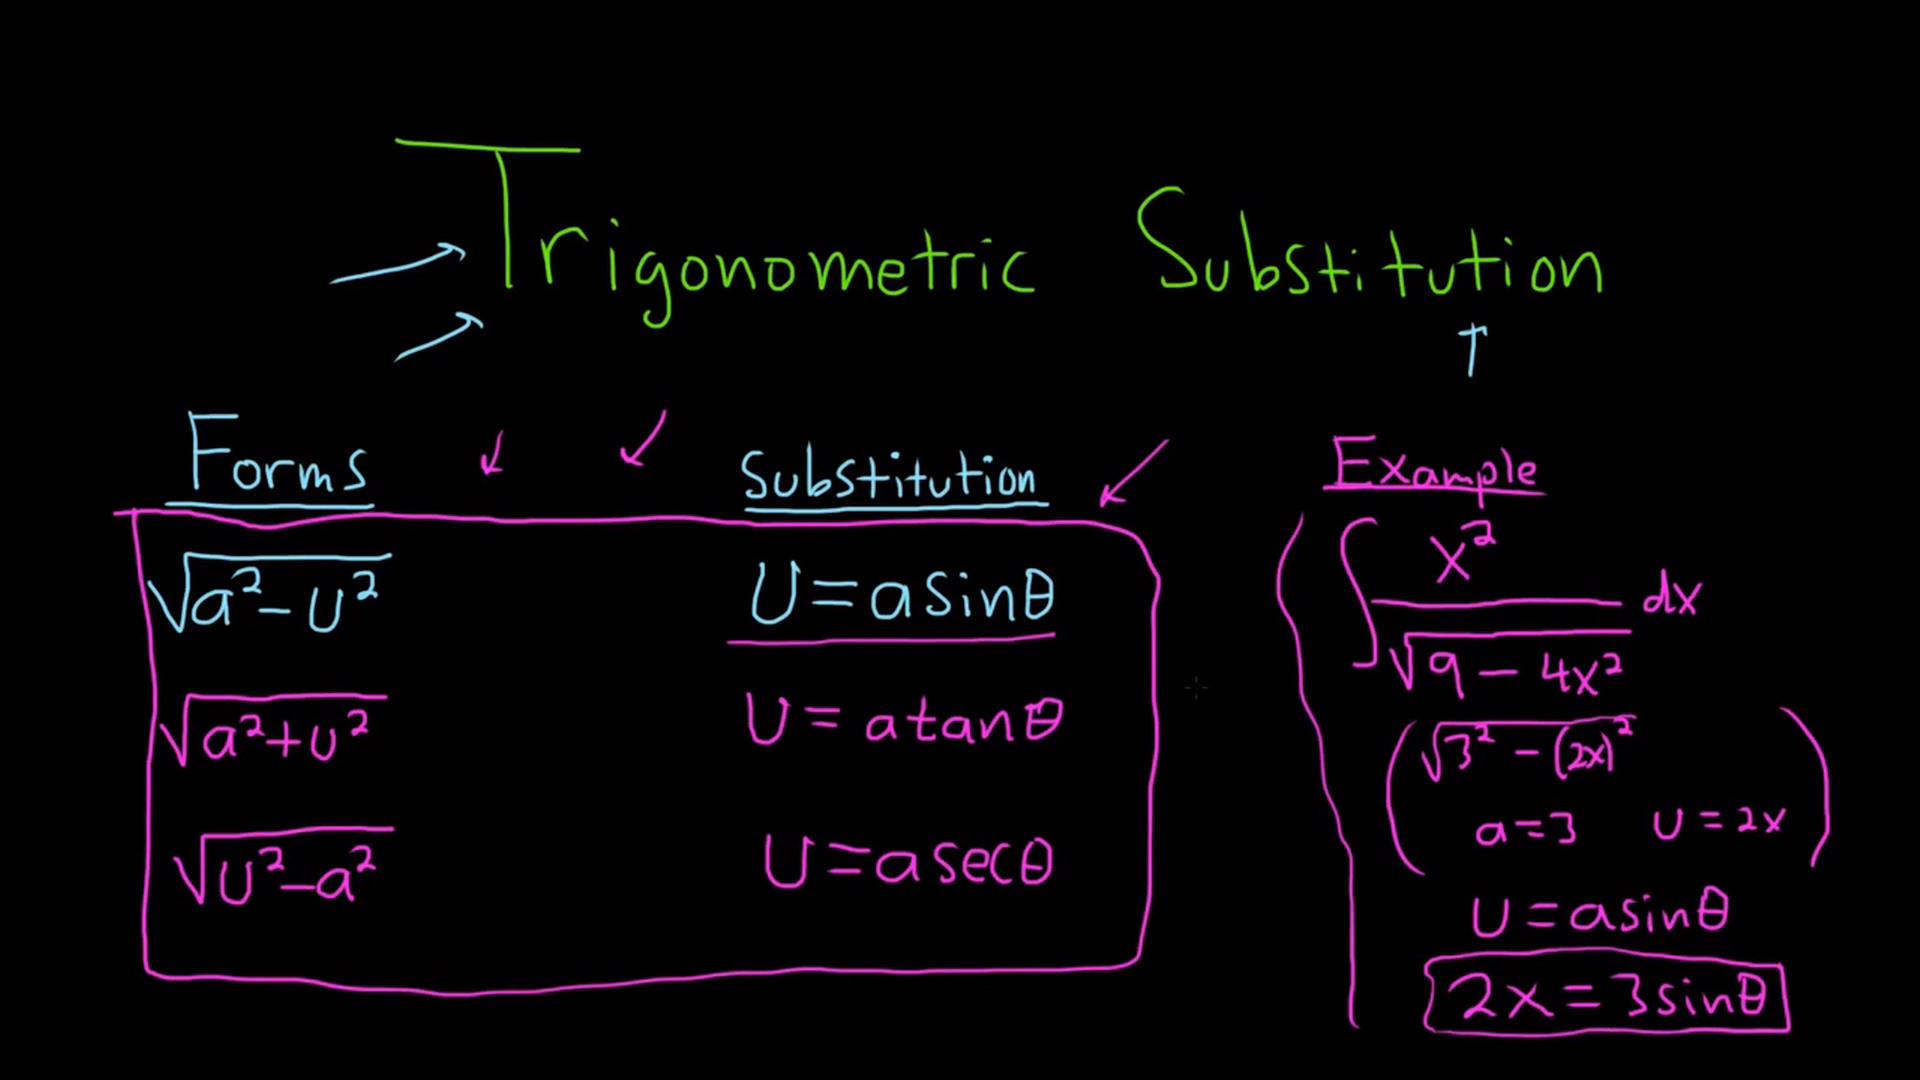 Trigonometric Substitution
Forms
Substitution
√(a²-u²)
U=asinθ
√(a²+u²)
U=atanθ
√(u²-a²)
U=asecθ
Example
∫ x²/√(9-4x²) dx
(√(3²-(2x)²)
a=3 u=2x)
U=asinθ
2x=3sinθ